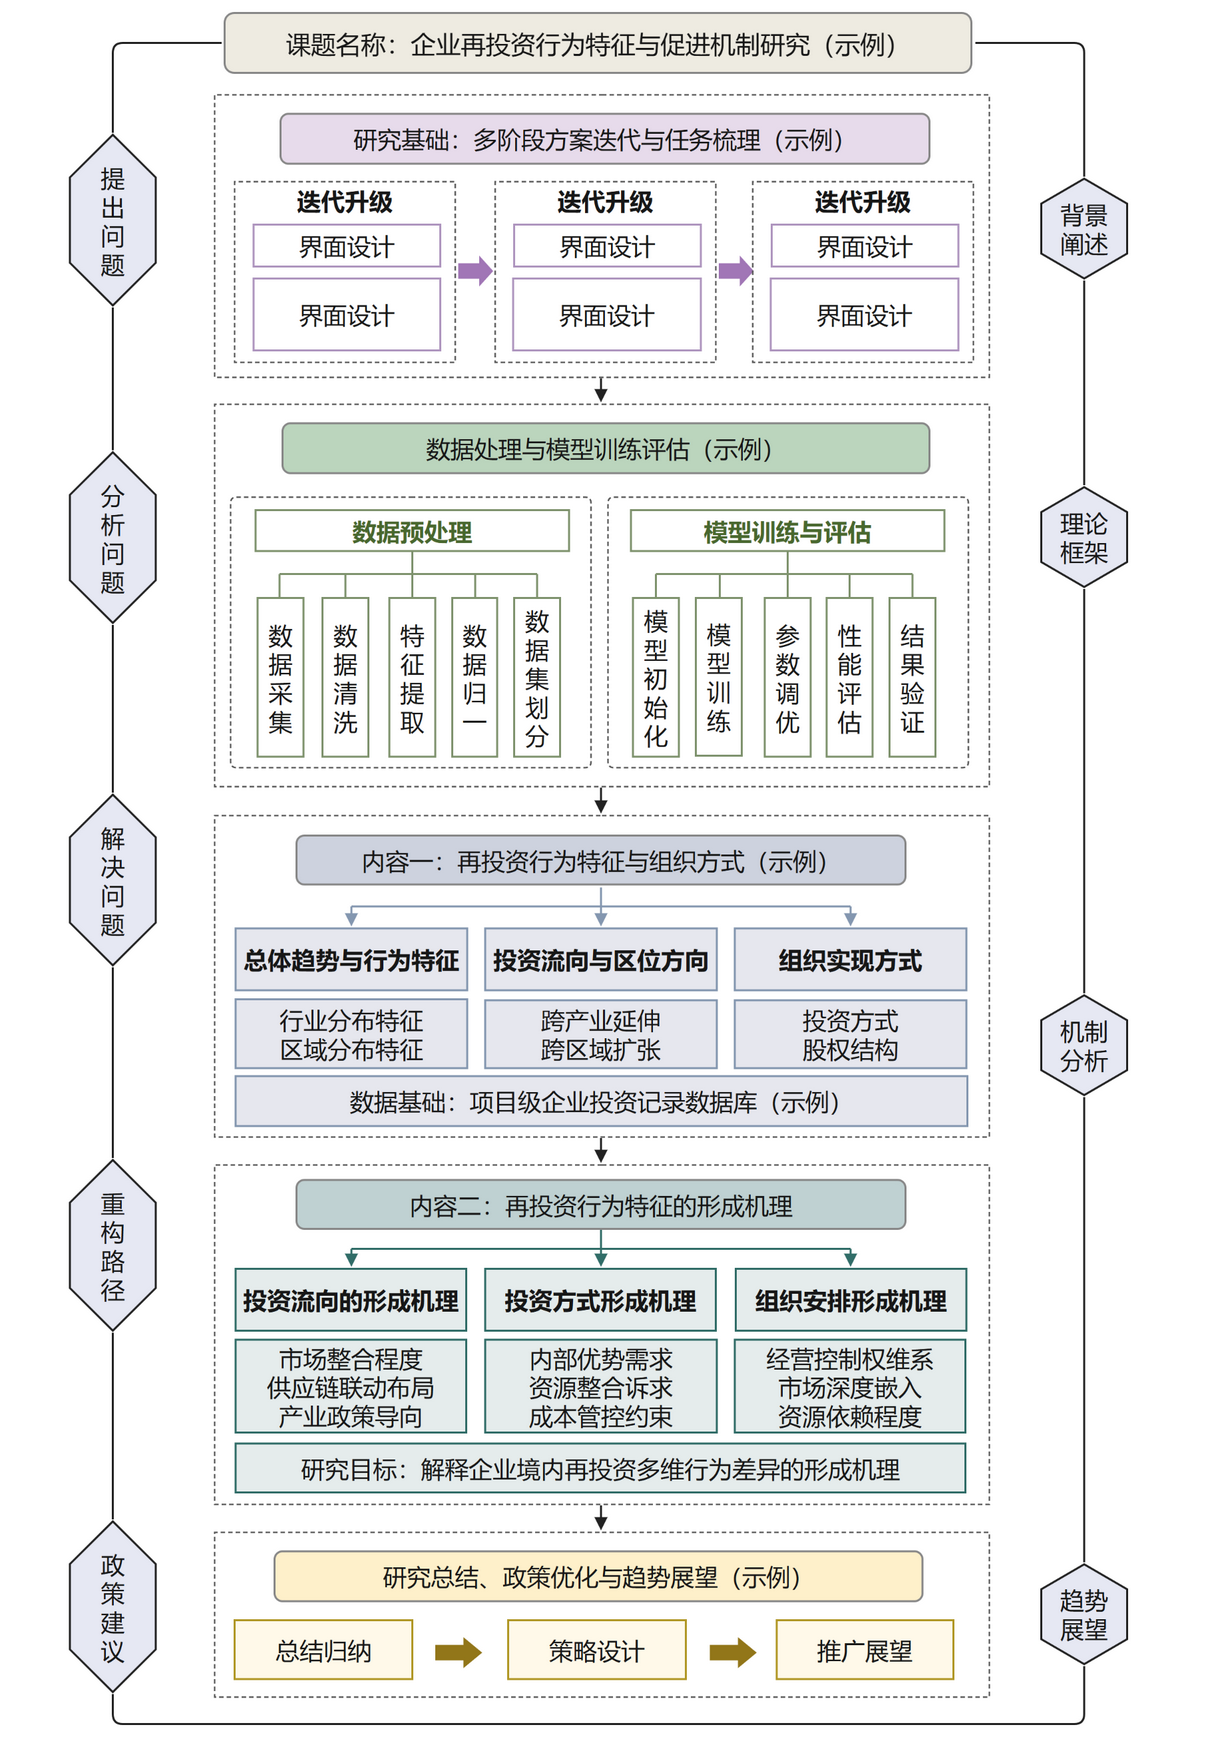 课题名称：企业再投资行为特征与促进机制研究（示例）
提出问题
背景
阐述
研究基础：多阶段方案迭代与任务梳理（示例）
迭代升级
界面设计
界面设计
迭代升级
界面设计
界面设计
迭代升级
界面设计
界面设计
分析问题
理论
框架
数据处理与模型训练评估（示例）
数据预处理
数据采集
数据清洗
特征提取
数据归一
数据集划分
模型训练与评估
模型初始化
模型训练
参数调优
性能评估
结果验证
解决问题
机制
分析
内容一：再投资行为特征与组织方式（示例）
总体趋势与行为特征
行业分布特征
区域分布特征
投资流向与区位方向
跨产业延伸
跨区域扩张
组织实现方式
投资方式
股权结构
数据基础：项目级企业投资记录数据库（示例）
重构路径
内容二：再投资行为特征的形成机理
投资流向的形成机理
市场整合程度
供应链联动布局
产业政策导向
投资方式形成机理
内部优势需求
资源整合诉求
成本管控约束
组织安排形成机理
经营控制权维系
市场深度嵌入
资源依赖程度
研究目标：解释企业境内再投资多维行为差异的形成机理
政策建议
趋势
展望
研究总结、政策优化与趋势展望（示例）
总结归纳
策略设计
推广展望